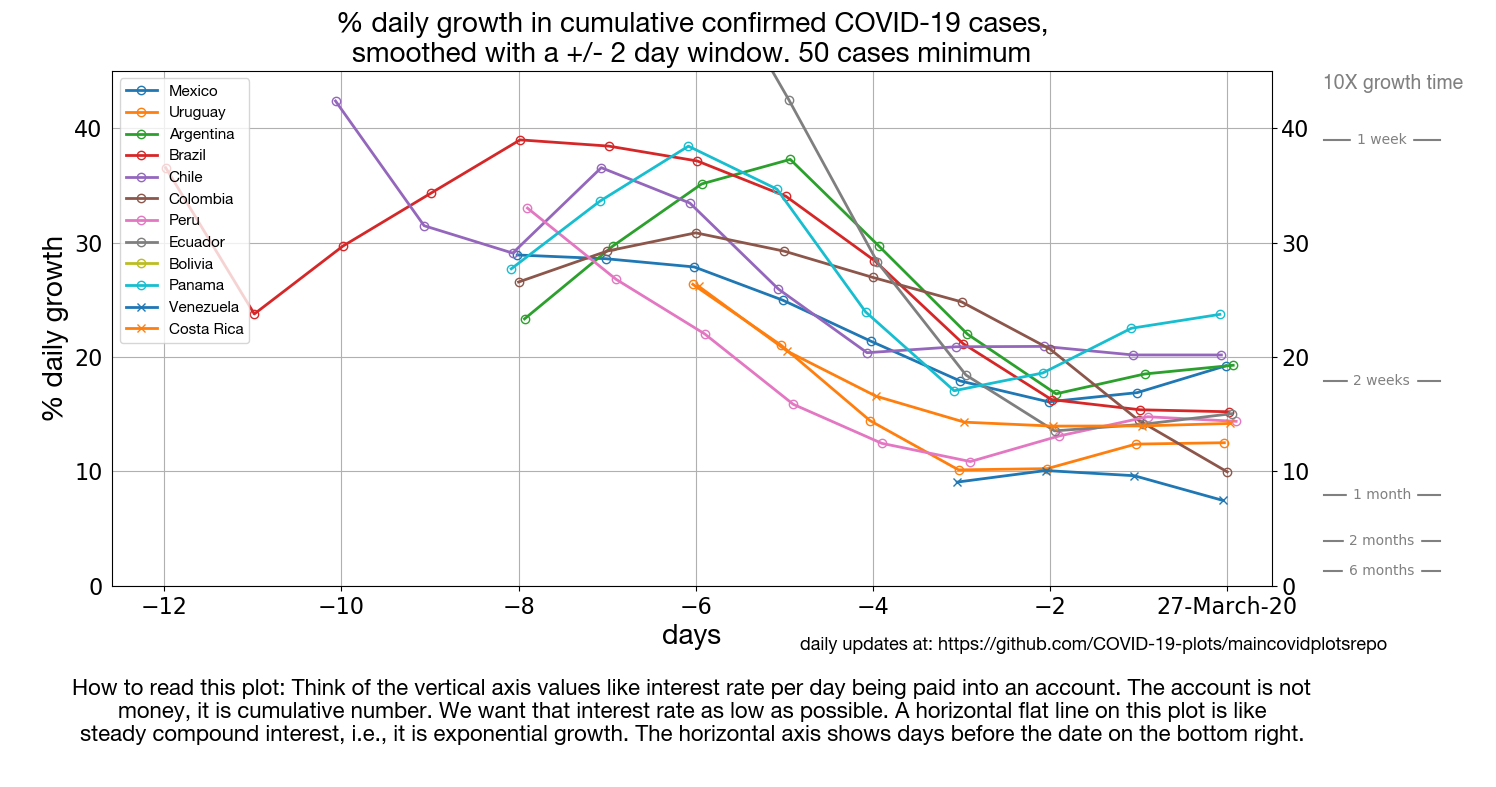 % daily growth in cumulative confirmed COVID-19 cases,
smoothed with a +/- 2 day window. 50 cases minimum
10X growth time
Mexico
Uruguay
Argentina
Brazil
Chile
Colombia
Peru
Ecuador
Bolivia
Panama
Venezuela
Costa Rica
% daily growth
40
30
20
10
0
40
30
20
10
0
1 week
2 weeks
1 month
2 months
6 months
−12 −10 −8 −6 −4 −2 27-March-20
days
daily updates at: https://github.com/COVID-19-plots/maincovidplotsrepo
How to read this plot: Think of the vertical axis values like interest rate per day being paid into an account. The account is not
money, it is cumulative number. We want that interest rate as low as possible. A horizontal flat line on this plot is like
steady compound interest, i.e., it is exponential growth. The horizontal axis shows days before the date on the bottom right.